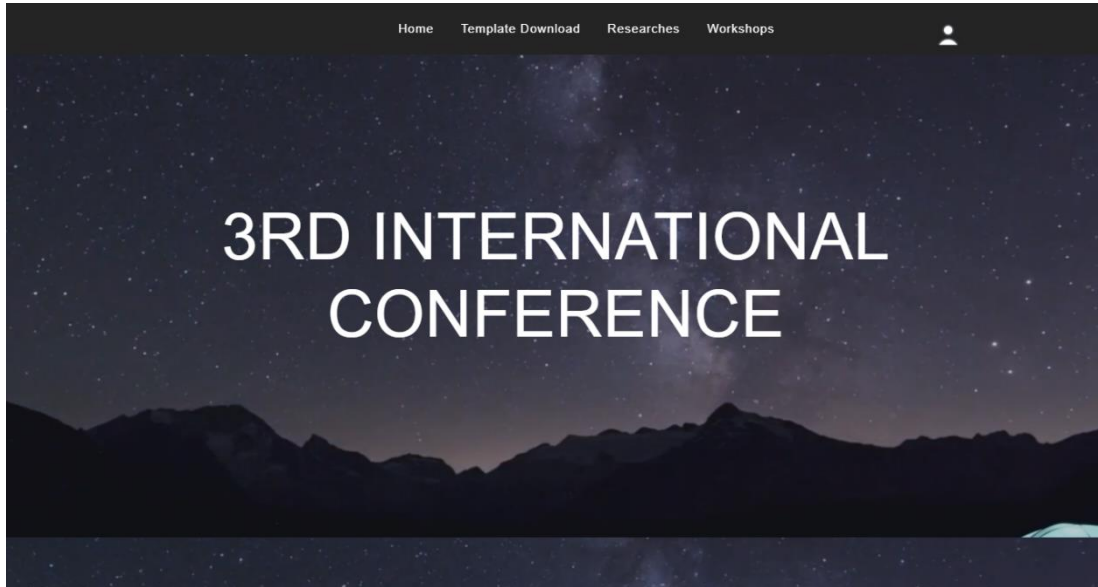 Home Template Download Researches Workshops
3RD INTERNATIONAL
CONFERENCE